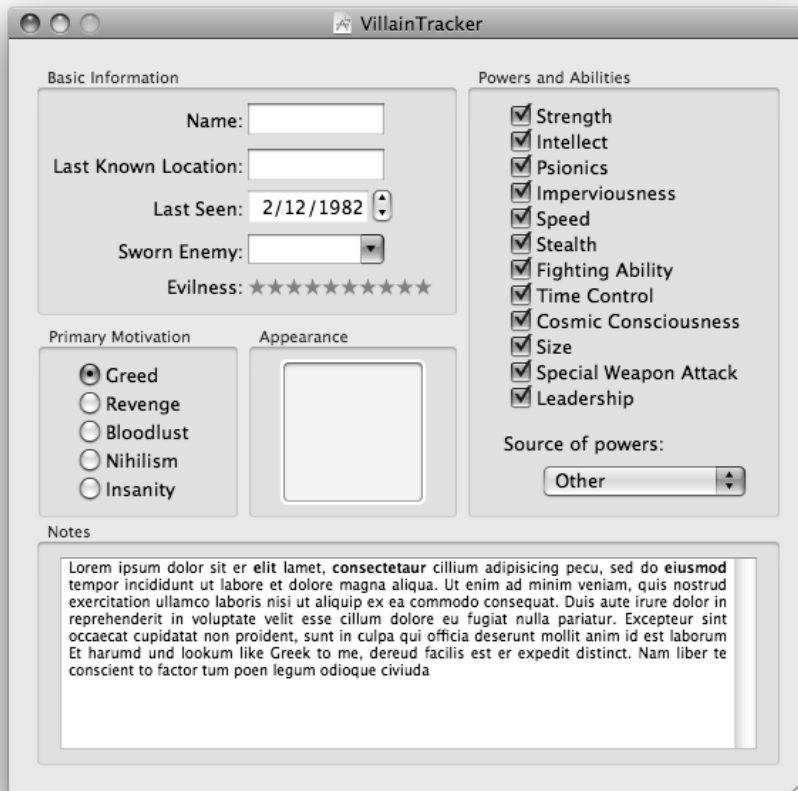 VillainTracker
Basic Information
Name:
Last Known Location:
Last Seen: 2/12/1982
Sworn Enemy:
Evilness: ★★★★★★★★★★
Powers and Abilities
Strength
Intellect
Psionics
Imperviousness
Speed
Stealth
Fighting Ability
Time Control
Cosmic Consciousness
Size
Special Weapon Attack
Leadership
Source of powers:
Other
Primary Motivation
Greed
Revenge
Bloodlust
Nihilism
Insanity
Appearance
Notes
Lorem ipsum dolor sit er elit lamet, consectetaur cillium adipisicing pecu, sed do eiusmod
tempor incididunt ut labore et dolore magna aliqua. Ut enim ad minim veniam, quis nostrud
exercitation ullamco laboris nisi ut aliquip ex ea commodo consequat. Duis aute irure dolor in
reprehenderit in voluptate velit esse cillum dolore eu fugiat nulla pariatur. Excepteur sint
occaecat cupidatat non proident, sunt in culpa qui officia deserunt mollit anim id est laborum
Et harumd und lookum like Greek to me, dereud facilis est er expedit distinct. Nam liber te
conscient to factor tum poen legum odioque civiuda